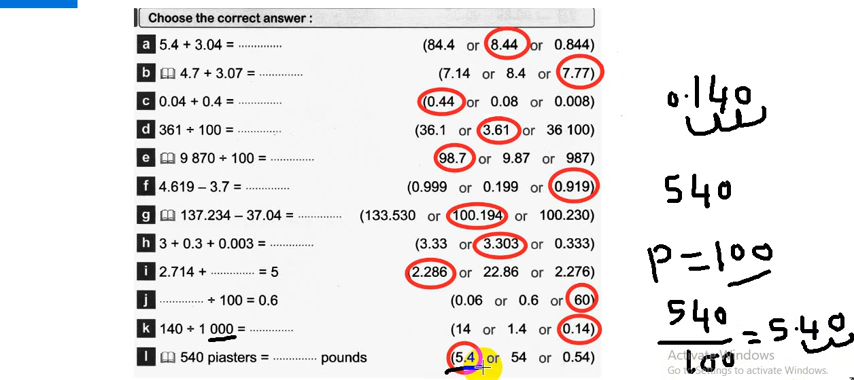 Choose the correct answer :
a 5.4 + 3.04 = .............. (84.4 or 8.44 or 0.844)
b 4.7 + 3.07 = .............. (7.14 or 8.4 or 7.77)
c 0.04 + 0.4 = .............. (0.44 or 0.08 or 0.008)
d 361 ÷ 100 = .............. (36.1 or 3.61 or 36 100)
e 9 870 ÷ 100 = .............. (98.7 or 9.87 or 987)
f 4.619 – 3.7 = .............. (0.999 or 0.199 or 0.919)
g 137.234 – 37.04 = .............. (133.530 or 100.194 or 100.230)
h 3 + 0.3 + 0.003 = .............. (3.33 or 3.303 or 0.333)
i 2.714 + .............. = 5 (2.286 or 22.86 or 2.276)
j .............. ÷ 100 = 0.6 (0.06 or 0.6 or 60)
k 140 ÷ 1 000 = .............. (14 or 1.4 or 0.14)
l 540 piasters = .............. pounds (5.4 or 54 or 0.54)
0.140
540
P = 100
540
100
= 5.40
Activate Windows
Go to Settings to activate Windows.